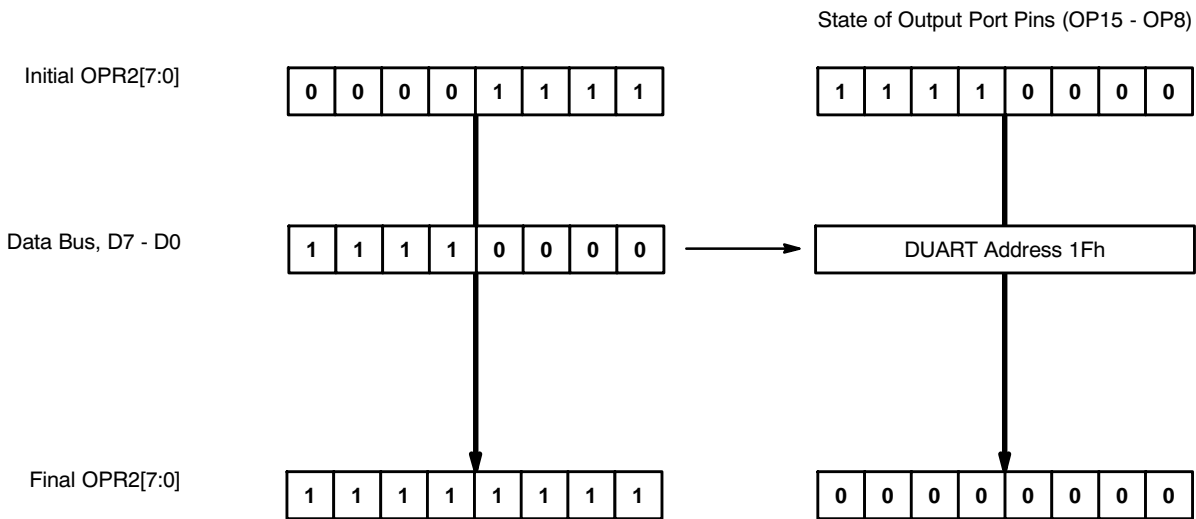 State of Output Port Pins (OP15 - OP8)
Initial OPR2[7:0] 0 0 0 0 1 1 1 1 1 1 1 1 0 0 0 0
Data Bus, D7 - D0 1 1 1 1 0 0 0 0 DUART Address 1Fh
Final OPR2[7:0] 1 1 1 1 1 1 1 1 0 0 0 0 0 0 0 0